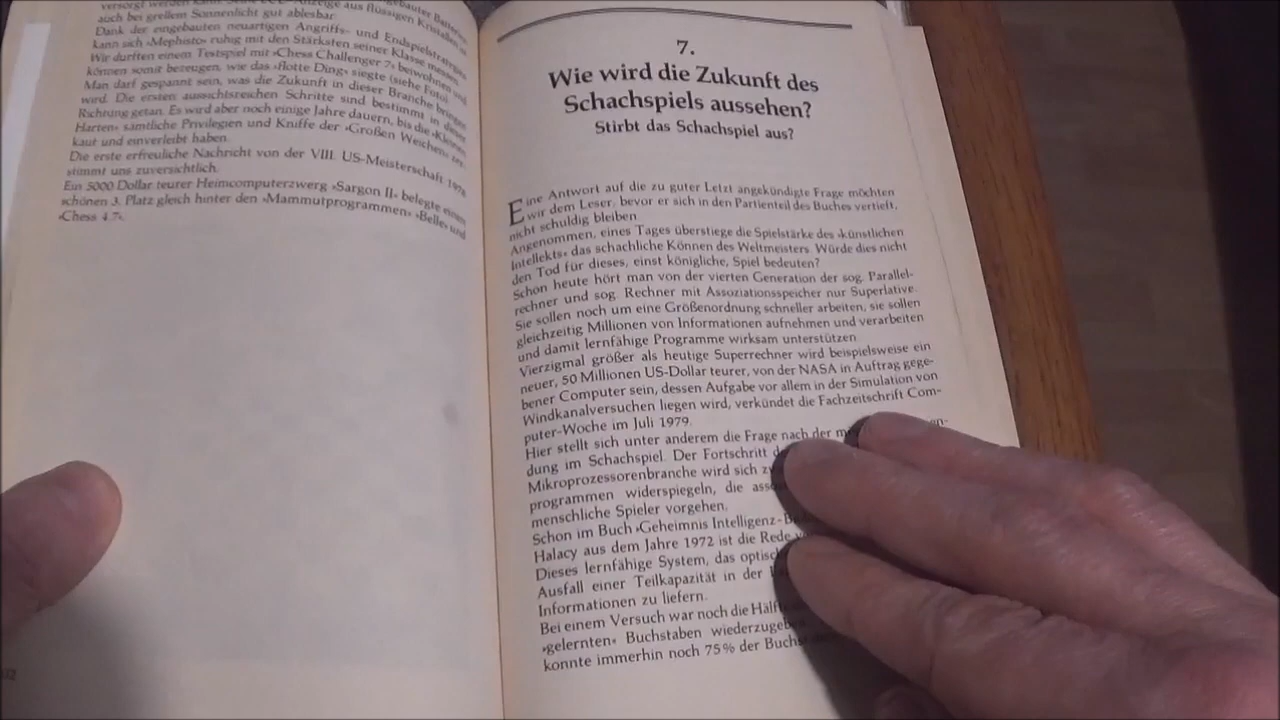 auch bei grellem Sonnenlicht gut ablesbar.
Dank der eingebauten neuartigen Angriffs- und Endspielstrategien
kann sich »Mephisto« ruhig mit den Stärksten seiner Klasse messen.
Wir durften einem Testspiel mit »Chess Challenger 7« beiwohnen und
können somit bezeugen, wie das »flotte Ding« siegte (siehe Foto).
Man darf gespannt sein, was die Zukunft in dieser Branche bringen
wird. Die ersten aussichtsreichen Schritte sind bestimmt in dieser
Richtung getan. Es wird aber noch einige Jahre dauern, bis die »Kleinen
Harten« sämtliche Privilegien und Kniffe der »Großen Weichen«
kaut und einverleibt haben.
Die erste erfreuliche Nachricht von der VIII. US-Meisterschaft 1978
stimmt uns zuversichtlich.
Ein 5000 Dollar teurer Heimcomputerzwerg »Sargon II« belegte einen
schönen 3. Platz gleich hinter den »Mammutprogrammen« »Belle« und
»Chess 4.7«.
7.
Wie wird die Zukunft des
Schachspiels aussehen?
Stirbt das Schachspiel aus?
Eine Antwort auf die zu guter Letzt angekündigte Frage möchten
wir dem Leser, bevor er sich in den Partienteil des Buches vertieft,
nicht schuldig bleiben.
Angenommen, eines Tages überstiege die Spielstärke des »künstlichen
Intellekts« das schachliche Können des Weltmeisters. Würde dies nicht
den Tod für dieses, einst königliche, Spiel bedeuten?
Schon heute hört man von der vierten Generation der sog. Parallel-
rechner und sog. Rechner mit Assoziationsspeicher nur Superlative.
Sie sollen noch um eine Größenordnung schneller arbeiten, sie sollen
gleichzeitig Millionen von Informationen aufnehmen und verarbeiten
und damit lernfähige Programme wirksam unterstützen.
Vierzigmal größer als heutige Superrechner wird beispielsweise ein
neuer, 50 Millionen US-Dollar teurer, von der NASA in Auftrag gege-
bener Computer sein, dessen Aufgabe vor allem in der Simulation von
Windkanalversuchen liegen wird, verkündet die Fachzeitschrift Com-
puter-Woche im Juli 1979.
Hier stellt sich unter anderem die Frage nach der
dung im Schachspiel. Der Fortschritt
Mikroprozessorenbranche wird sich
programmen widerspiegeln, die
menschliche Spieler vorgehen.
Schon im Buch »Geheimnis Intelligenz-
Halacy aus dem Jahre 1972 ist die Rede
Dieses lernfähige System, das
Ausfall einer Teilkapazität in der
Informationen zu liefern.
Bei einem Versuch war noch die
»gelernten« Buchstaben
konnte immerhin noch 75% der